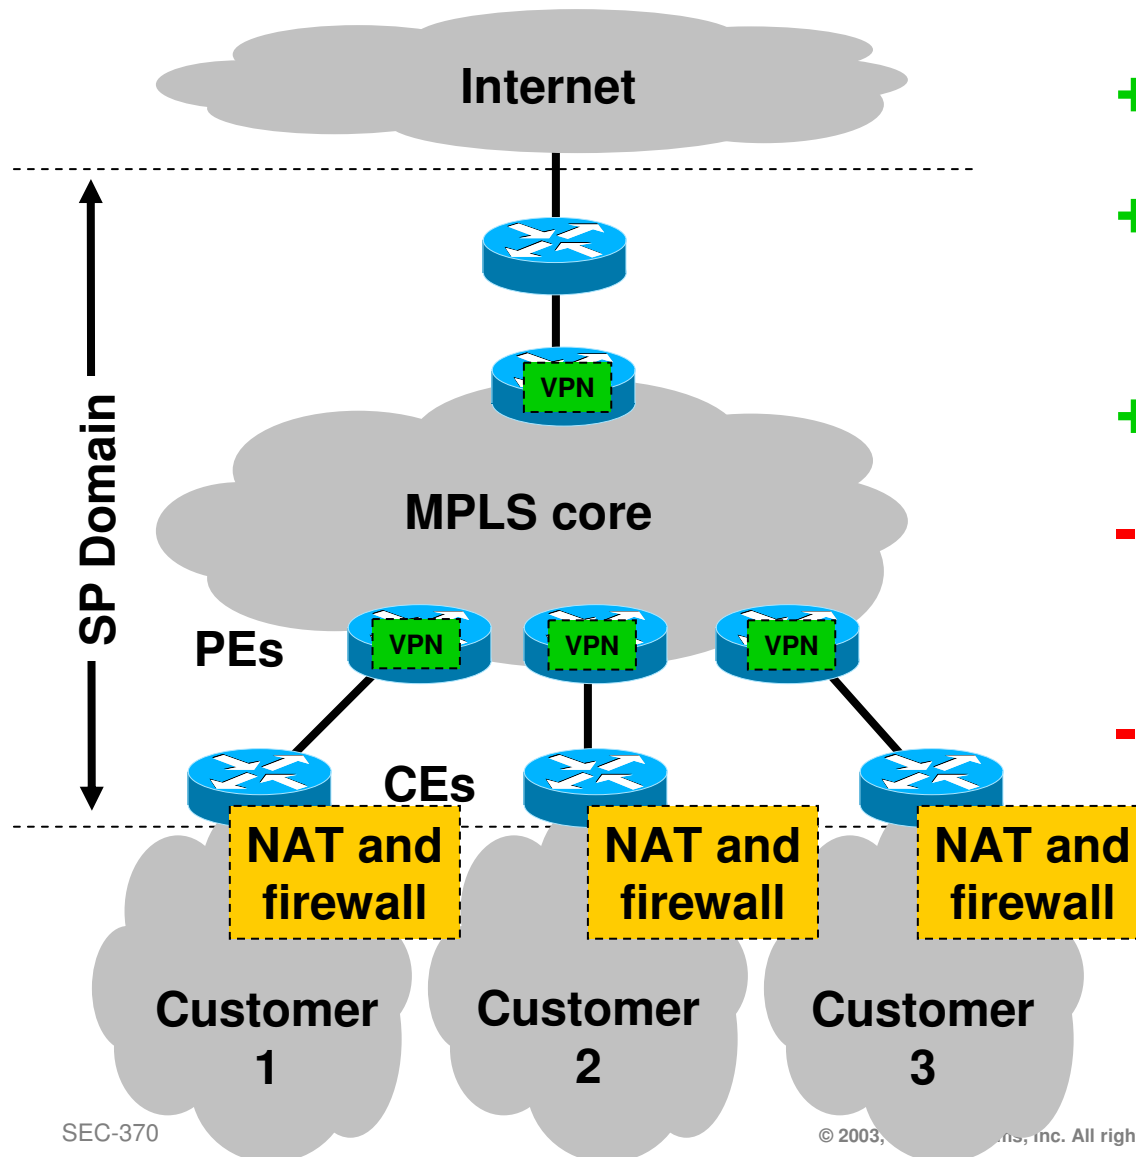 Internet
+
+
VPN
+
MPLS core
-
SP Domain
PEs
VPN
VPN
VPN
-
CEs
NAT and
firewall
NAT and
firewall
NAT and
firewall
Customer
1
Customer
2
Customer
3
SEC-370
© 2003, Inc. All